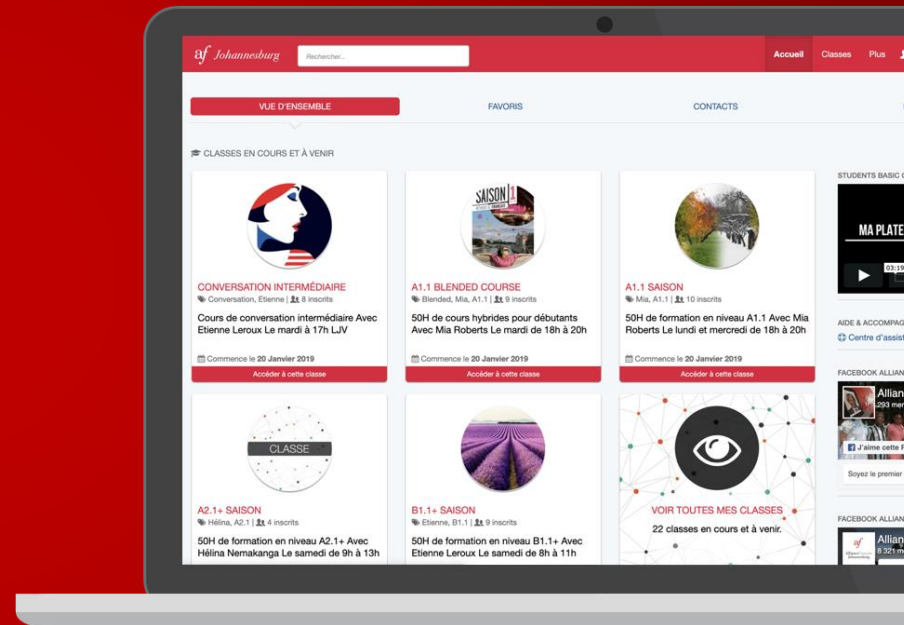 af Johannesburg
Rechercher...
Accueil
Classes
Plus
VUE D'ENSEMBLE
FAVORIS
CONTACTS
CLASSES EN COURS ET À VENIR
CONVERSATION INTERMÉDIAIRE
Conversation, Etienne | 8 inscrits
Cours de conversation intermédiaire Avec
Etienne Leroux Le mardi à 17h LJV
Commence le 20 Janvier 2019
Accéder à cette classe
SAISON 1
A1.1 BLENDED COURSE
Blended, Mia, A1.1 | 9 inscrits
50H de cours hybrides pour débutants
Avec Mia Roberts Le mardi de 18h à 20h
Commence le 20 Janvier 2019
Accéder à cette classe
A1.1 SAISON
Mia, A1.1 | 10 inscrits
50H de formation en niveau A1.1 Avec Mia
Roberts Le lundi et mercredi de 18h à 20h
Commence le 20 Janvier 2019
Accéder à cette classe
CLASSE
A2.1+ SAISON
Hélina, A2.1 | 4 inscrits
50H de formation en niveau A2.1+ Avec
Hélina Nemakanga Le samedi de 9h à 13h
B1.1+ SAISON
Etienne, B1.1 | 9 inscrits
50H de formation en niveau B1.1+ Avec
Etienne Leroux Le samedi de 8h à 11h
VOIR TOUTES MES CLASSES
22 classes en cours et à venir.
STUDENTS BASIC
MA PLATE
03:19
AIDE & ACCOMPAG
Centre d'assist
FACEBOOK ALLIAN
Allian
293 mer
J'aime cette P
Soyez le premier
FACEBOOK ALLIAN
af
Allian
8 321 m